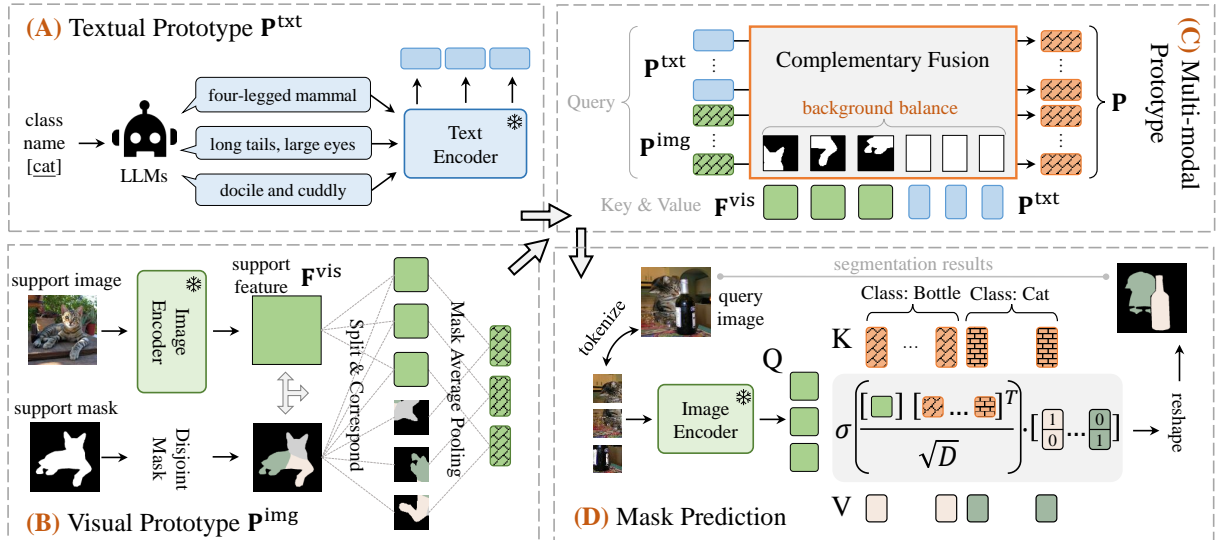 (A) Textual Prototype P^txt
class
name
[cat]
LLMs
four-legged mammal
long tails, large eyes
docile and cuddly
Text
Encoder
(B) Visual Prototype P^img
support image
Image
Encoder
support
feature
F^vis
support mask
Disjoint
Mask
Split & Correspond
Mask Average Pooling
(C) Multi-modal
Prototype
Query
P^txt
⋮
P^img
⋮
Complementary Fusion
background balance
⋮
⋮
P
Key & Value
F^vis
P^txt
(D) Mask Prediction
segmentation results
query
image
tokenize
Class: Bottle
Class: Cat
K
...
Q
Image
Encoder
σ([ ] [ ... ]^T / √D) · [1 0 ... 0 1]
reshape
V